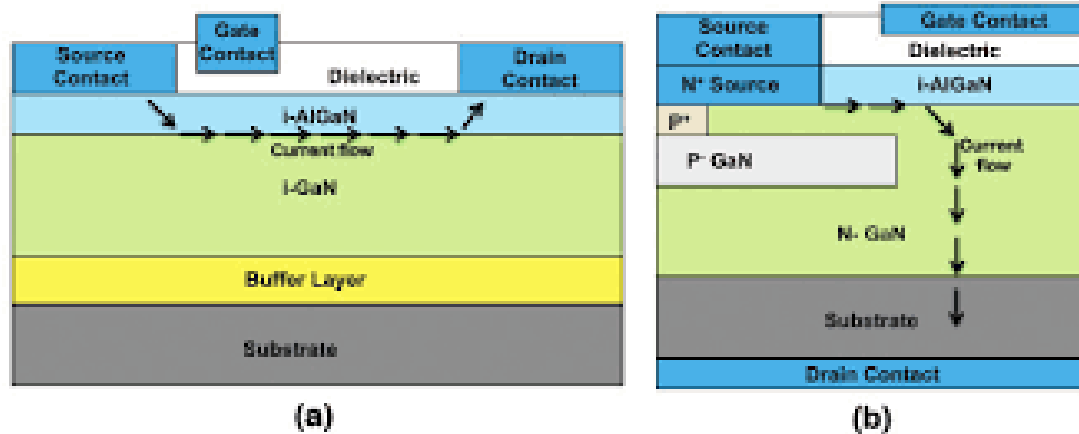 Gate
Contact
Source
Contact
Dielectric
Drain
Contact
i-AlGaN
Current flow
i-GaN
Buffer Layer
Substrate
(a)
Source
Contact
Gate Contact
Dielectric
N⁺ Source
i-AlGaN
P⁺
Current
flow
P⁻ GaN
N- GaN
Substrate
Drain Contact
(b)